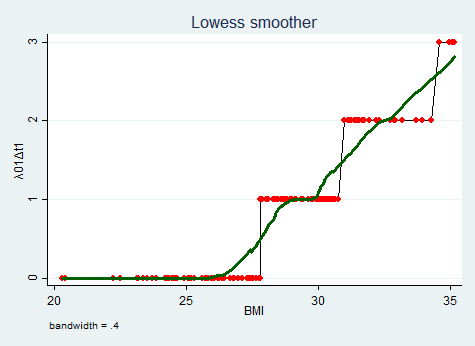 Lowess smoother
3
2
1
0
λ01Δt1
20
25
30
35
BMI
bandwidth = .4